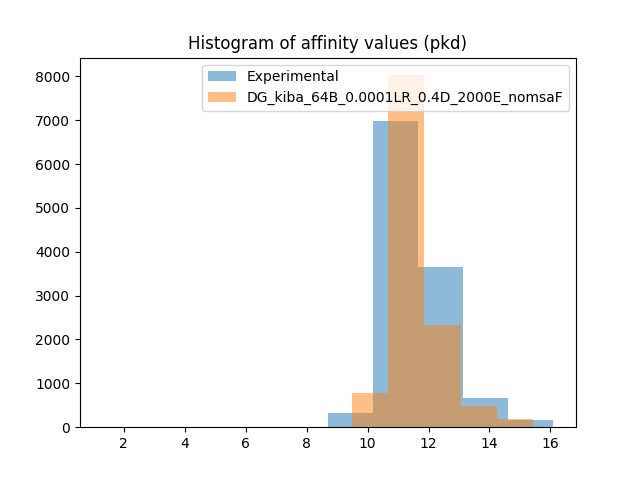 Histogram of affinity values (pkd)
Experimental
DG_kiba_64B_0.0001LR_0.4D_2000E_nomsaF
8000
7000
6000
5000
4000
3000
2000
1000
0
2 4 6 8 10 12 14 16